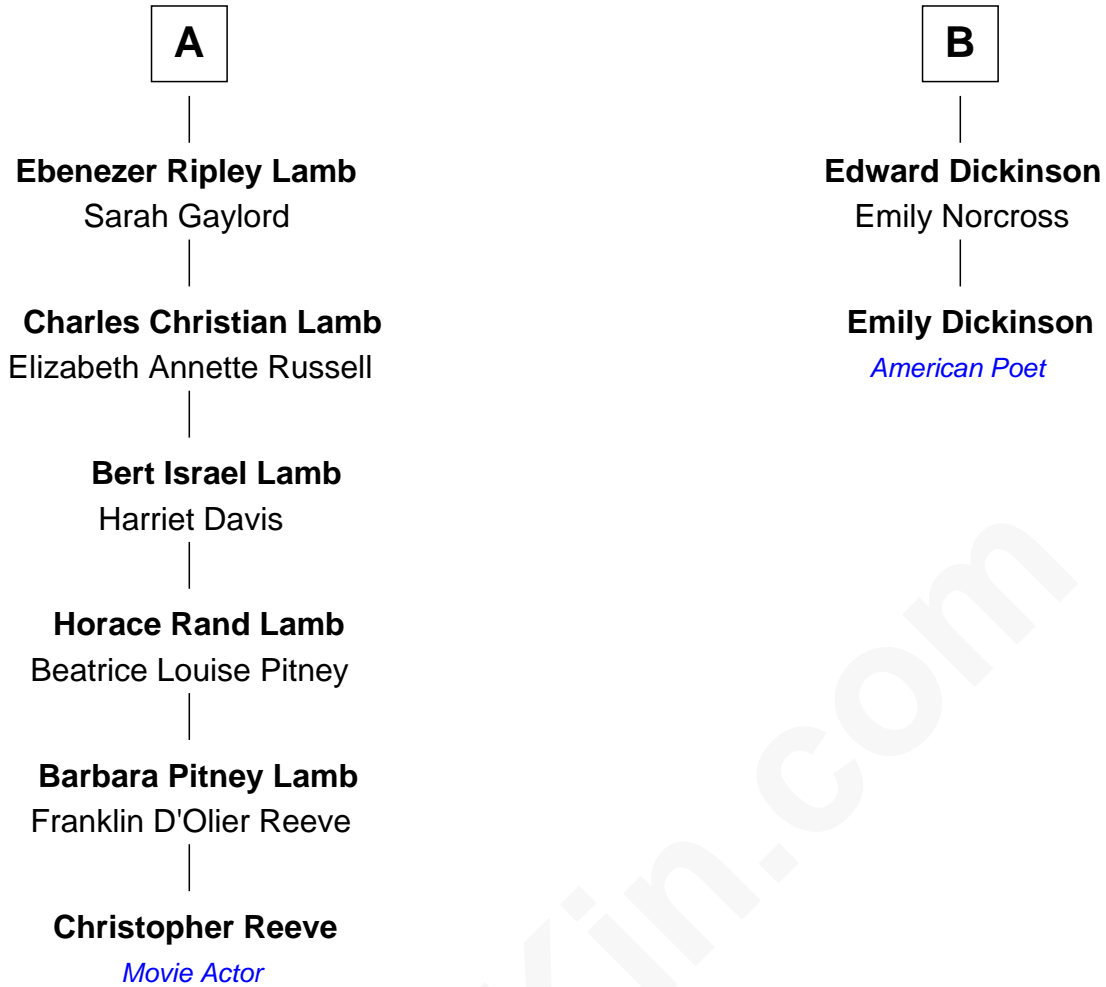 A
Ebenezer Ripley Lamb
Sarah Gaylord
Charles Christian Lamb
Elizabeth Annette Russell
Bert Israel Lamb
Harriet Davis
Horace Rand Lamb
Beatrice Louise Pitney
Barbara Pitney Lamb
Franklin D'Olier Reeve
Christopher Reeve
Movie Actor
B
Edward Dickinson
Emily Norcross
Emily Dickinson
American Poet
in.com